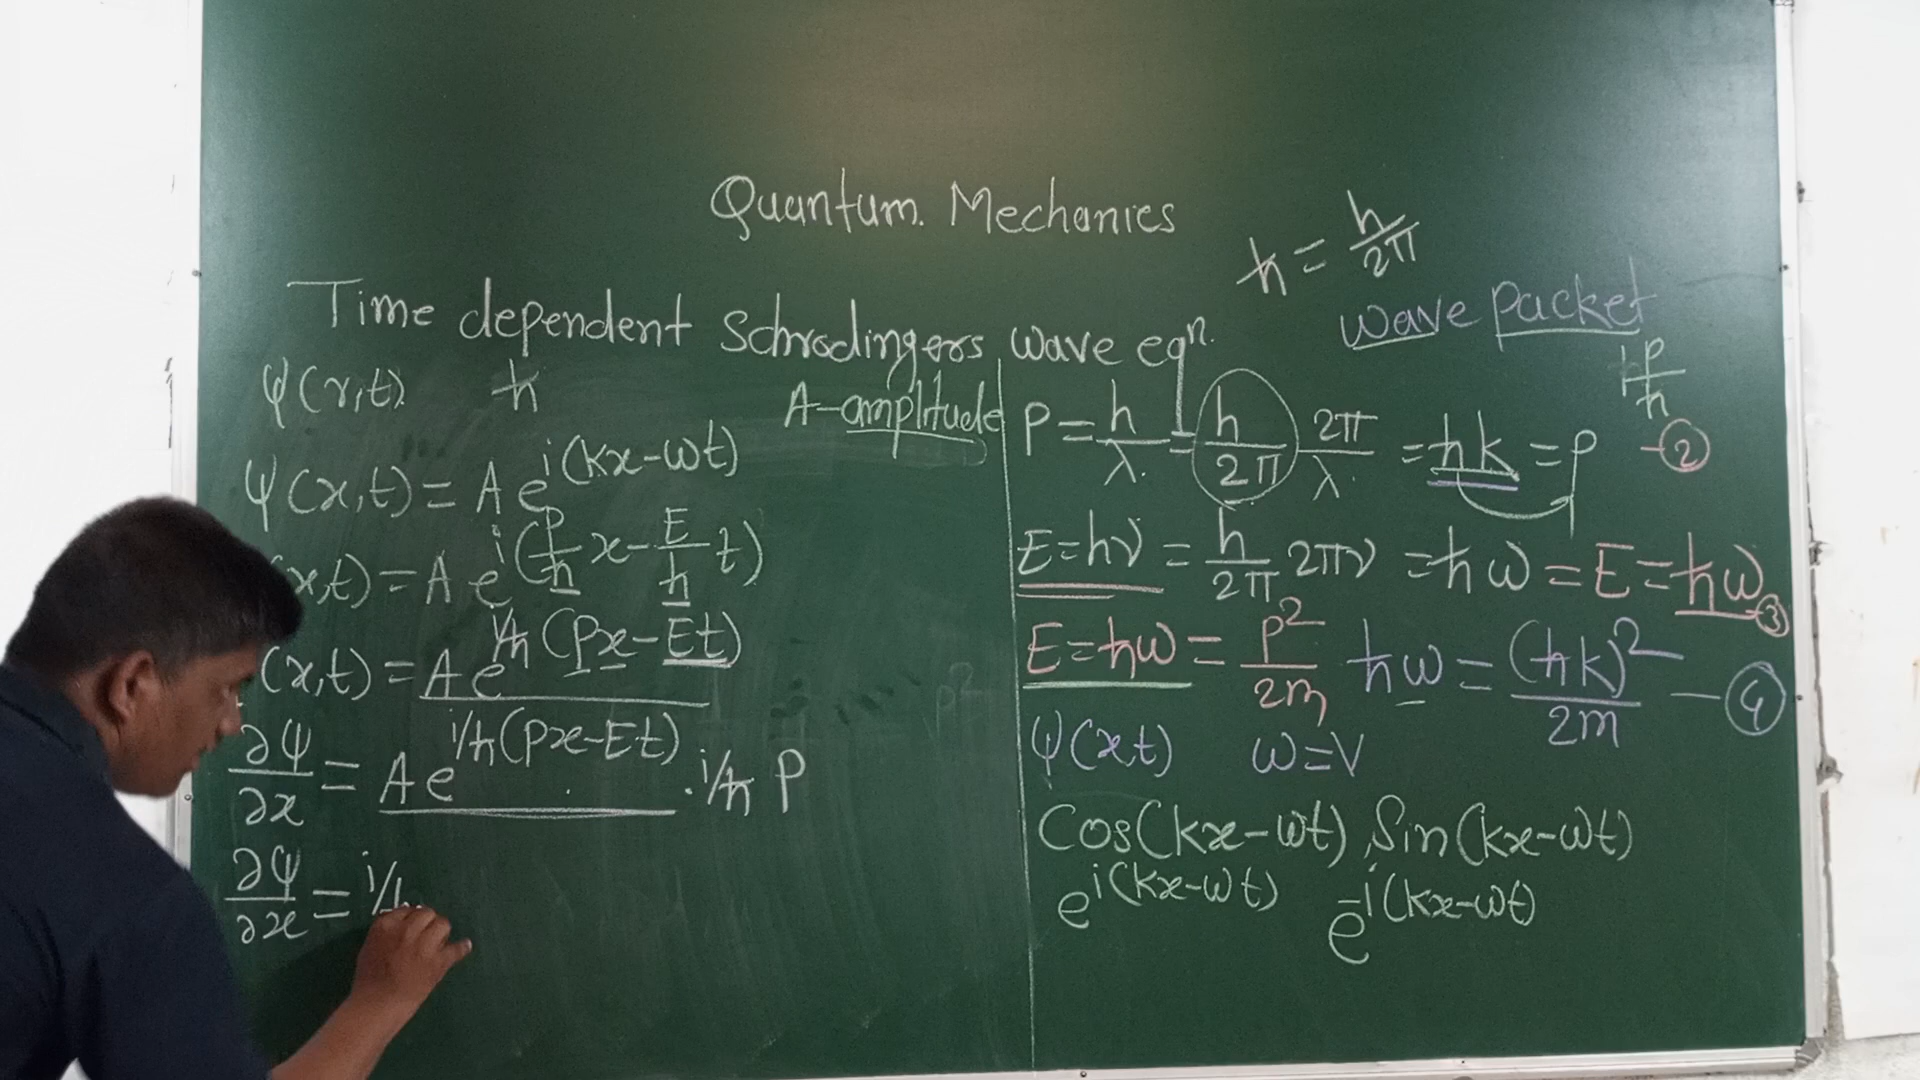 Quantum. Mechanics
ħ = h/2π
Time dependent Schrodingers wave eqⁿ.
wave packet
ψ(r,t) ħ
A-amplitude
ψ(x,t) = A e^i(kx-ωt)
(x,t) = A e^i(p/ħ x - E/ħ t)
(x,t) = A e^i/ħ (px - Et)
∂ψ/∂x = A e^i/ħ(px-Et) . i/ħ P
∂ψ/∂x = i/ħ
p/ħ
P = h/λ. = h/2π 2π/λ. = ħk = p -②
E=hν = h/2π 2πν = ħω = E = ħω ③
E=ħω = p²/2m ħω = (ħk)²/2m - ④
ψ(x,t) ω=V
Cos(kx-ωt), Sin(kx-ωt)
e^i(kx-ωt) e^-i(kx-ωt)
p²